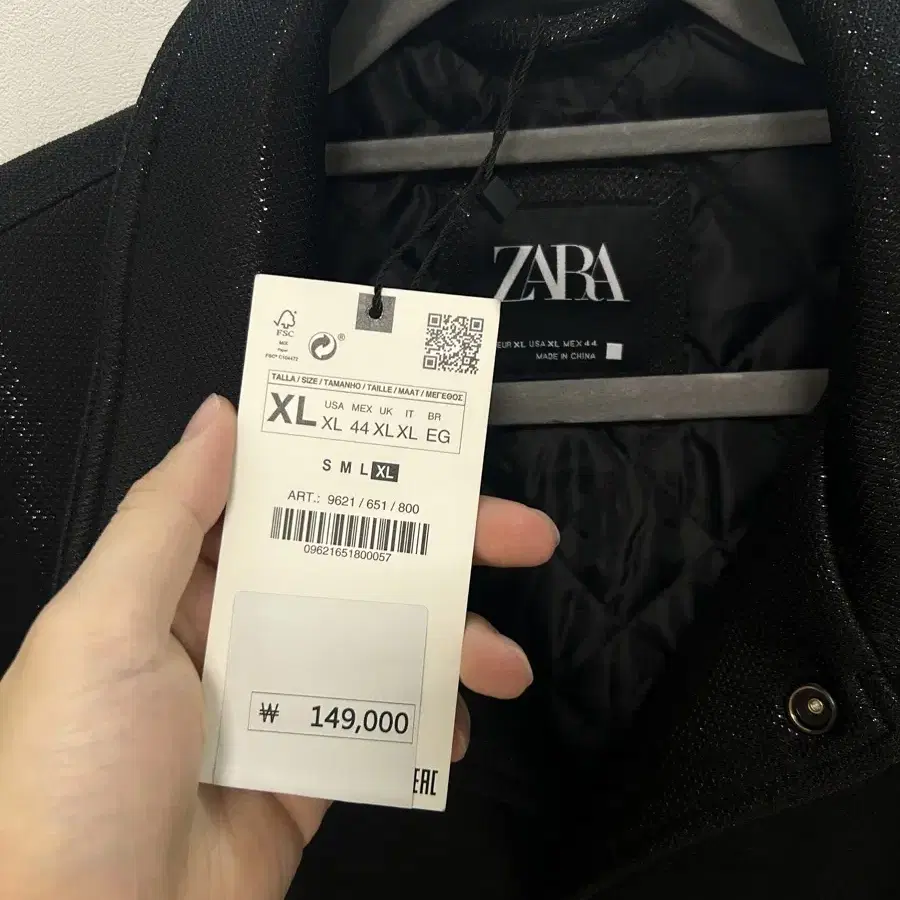 ZARA
EUR XL USA XL MEX 44
MADE IN CHINA
FSC
MIX
®
TALLA / SIZE / TAMANHO / TAILLE / MAAT / ΜΕΓΕΘΟΣ
XL
USA MEX UK IT BR
XL 44 XL XL EG
S M L XL
ART.: 9621 / 651 / 800
09621651800057
₩ 149,000
EAC